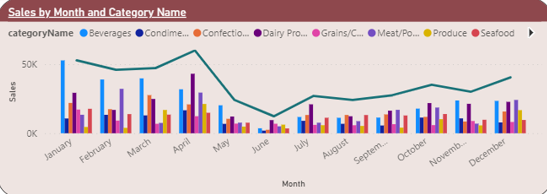 Sales by Month and Category Name
categoryName Beverages Condime... Confectio... Dairy Pro... Grains/C... Meat/Po... Produce Seafood
50K
Sales
0K
January February March April May June July August Septem... October Novemb... December
Month